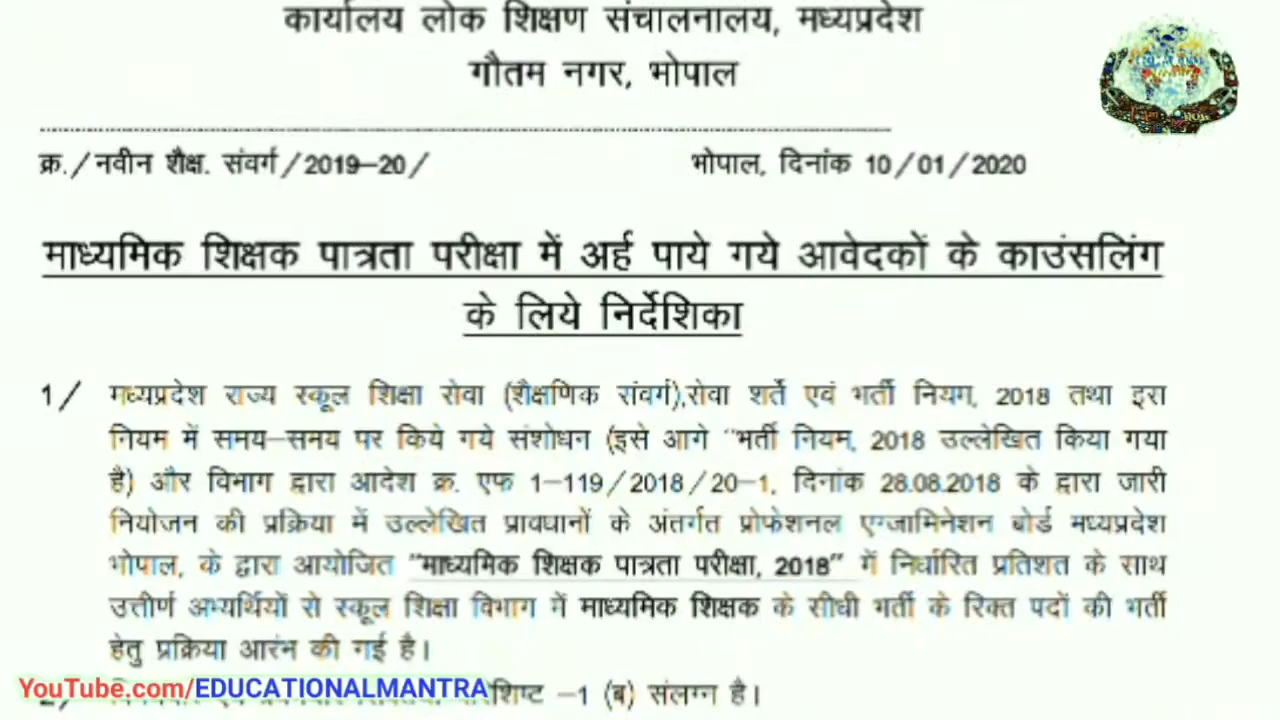 कार्यालय लोक शिक्षण संचालनालय, मध्यप्रदेश
गौतम नगर, भोपाल
क्र./नवीन शैक्ष. संवर्ग/2019–20/ भोपाल, दिनांक 10/01/2020
माध्यमिक शिक्षक पात्रता परीक्षा में अर्ह पाये गये आवेदकों के काउंसलिंग
के लिये निर्देशिका
1/ मध्यप्रदेश राज्य स्कूल शिक्षा सेवा (शैक्षणिक संवर्ग),सेवा शर्ते एवं भर्ती नियम, 2018 तथा इस
नियम में समय–समय पर किये गये संशोधन (इसे आगे "भर्ती नियम, 2018 उल्लेखित किया गया
है) और विभाग द्वारा आदेश क्र. एफ 1–119/2018/20–1, दिनांक 28.08.2018 के द्वारा जारी
नियोजन की प्रक्रिया में उल्लेखित प्रावधानों के अंतर्गत प्रोफेशनल एग्जामिनेशन बोर्ड मध्यप्रदेश
भोपाल, के द्वारा आयोजित "माध्यमिक शिक्षक पात्रता परीक्षा, 2018" में निर्धारित प्रतिशत के साथ
उत्तीर्ण अभ्यर्थियों से स्कूल शिक्षा विभाग में माध्यमिक शिक्षक के सीधी भर्ती के रिक्त पदों की भर्ती
हेतु प्रक्रिया आरंभ की गई है।
–1 (ब) संलग्न है।
YouTube.com/EDUCATIONALMANTRA